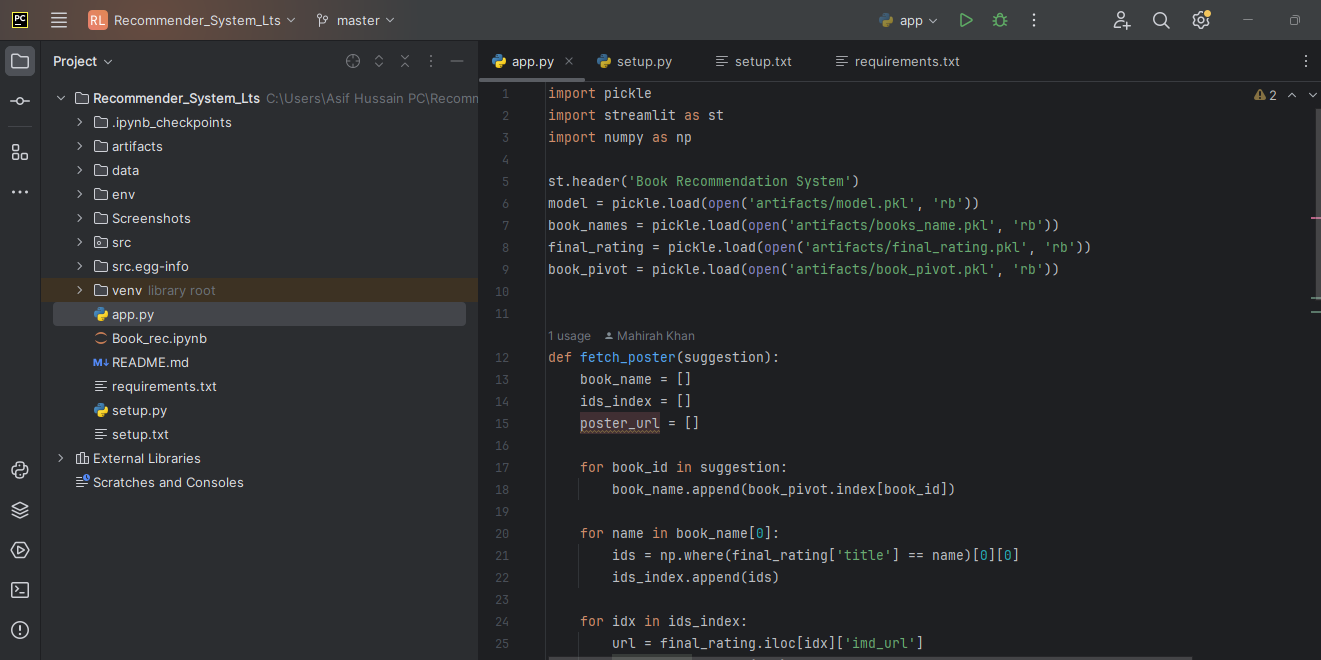 PC RL Recommender_System_Lts master app
Project
app.py setup.py setup.txt requirements.txt
Recommender_System_Lts C:\Users\Asif Hussain PC\Recomm
.ipynb_checkpoints
artifacts
data
env
Screenshots
src
src.egg-info
venv library root
app.py
Book_rec.ipynb
M↓ README.md
requirements.txt
setup.py
setup.txt
External Libraries
Scratches and Consoles
2
1 import pickle
2 import streamlit as st
3 import numpy as np
4
5 st.header('Book Recommendation System')
6 model = pickle.load(open('artifacts/model.pkl', 'rb'))
7 book_names = pickle.load(open('artifacts/books_name.pkl', 'rb'))
8 final_rating = pickle.load(open('artifacts/final_rating.pkl', 'rb'))
9 book_pivot = pickle.load(open('artifacts/book_pivot.pkl', 'rb'))
10
11
1 usage Mahirah Khan
12 def fetch_poster(suggestion):
13     book_name = []
14     ids_index = []
15     poster_url = []
16
17     for book_id in suggestion:
18         book_name.append(book_pivot.index[book_id])
19
20     for name in book_name[0]:
21         ids = np.where(final_rating['title'] == name)[0][0]
22         ids_index.append(ids)
23
24     for idx in ids_index:
25         url = final_rating.iloc[idx]['imd_url']